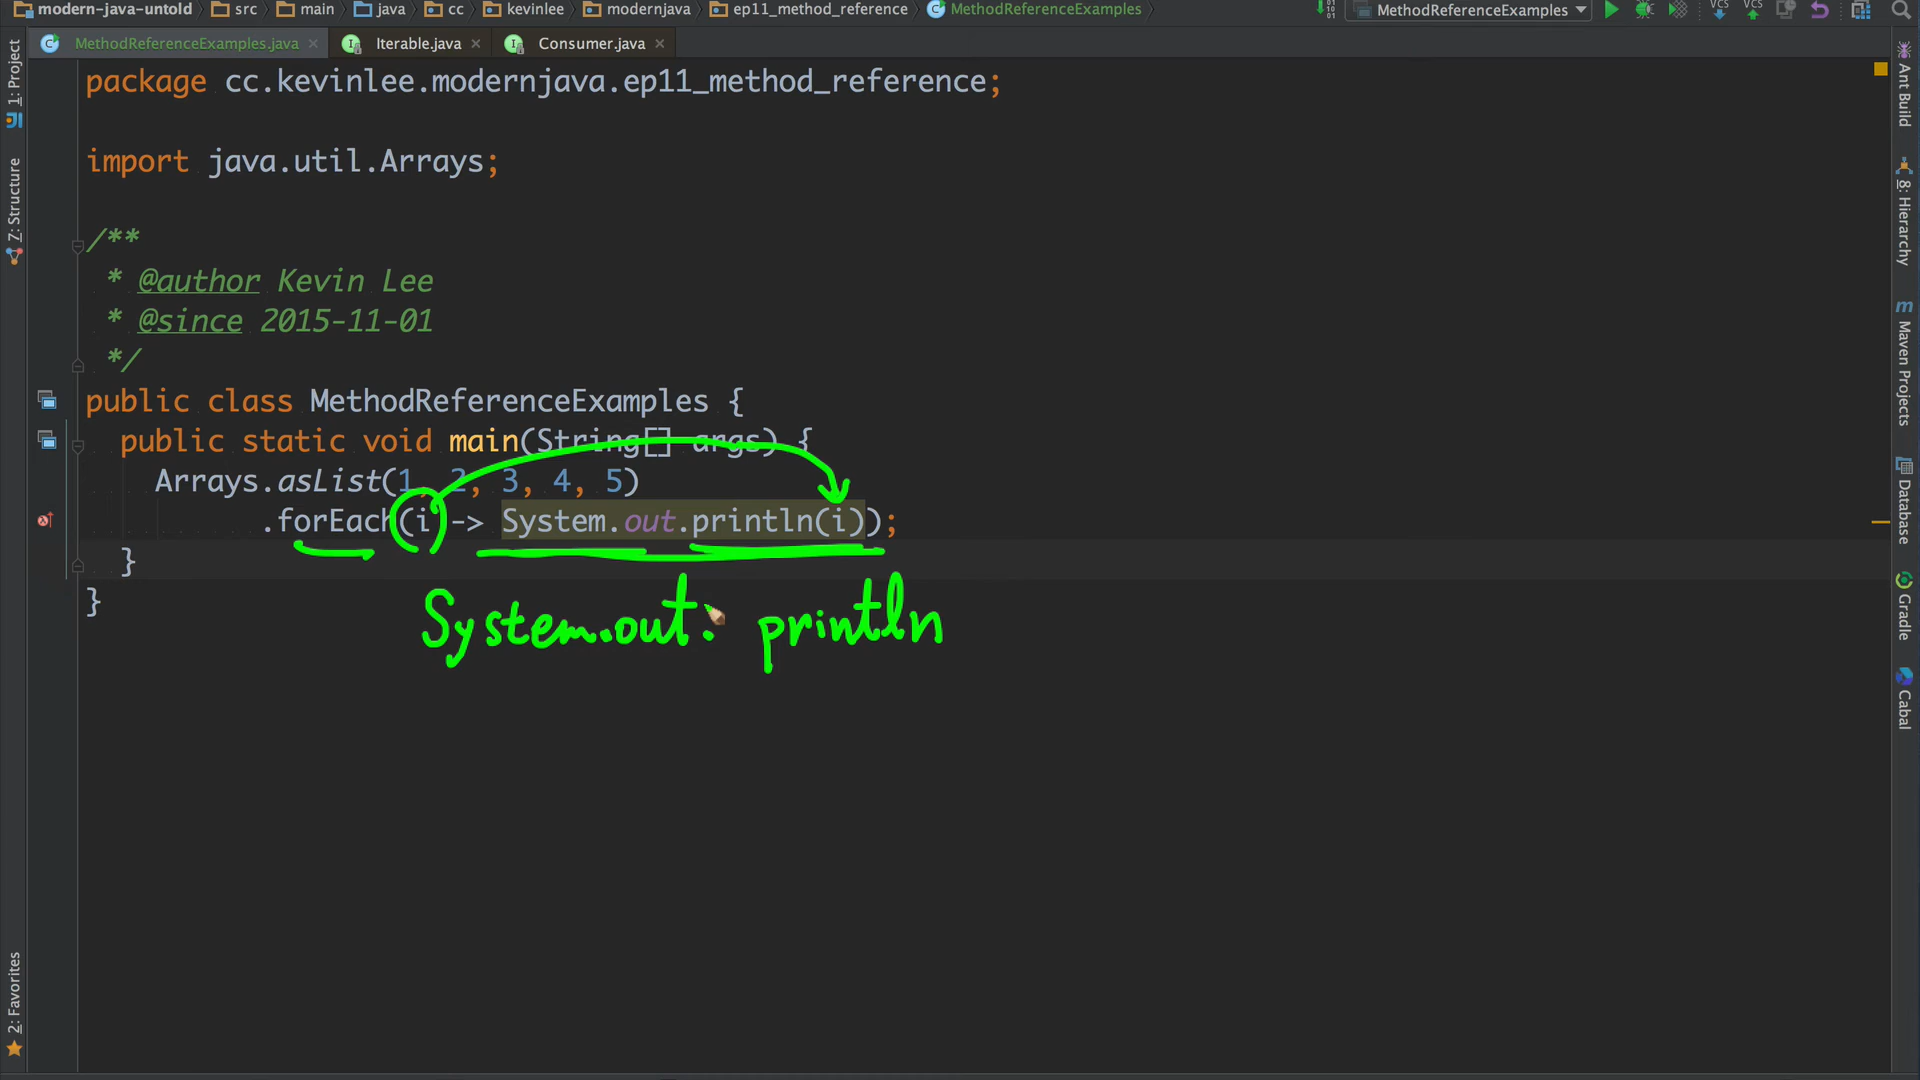 modern-java-untold src main java cc kevinlee modernjava ep11_method_reference MethodReferenceExamples MethodReferenceExamples
MethodReferenceExamples.java Iterable.java Consumer.java
1: Project
7: Structure
2: Favorites
package cc.kevinlee.modernjava.ep11_method_reference;
import java.util.Arrays;
/**
* @author Kevin Lee
* @since 2015-11-01
*/
public class MethodReferenceExamples {
public static void main(String[] args) {
Arrays.asList(1, 2, 3, 4, 5)
.forEach(i -> System.out.println(i));
}
}
System.out: println
Ant Build
8: Hierarchy
Maven Projects
Database
Gradle
Cabal
VCS VCS